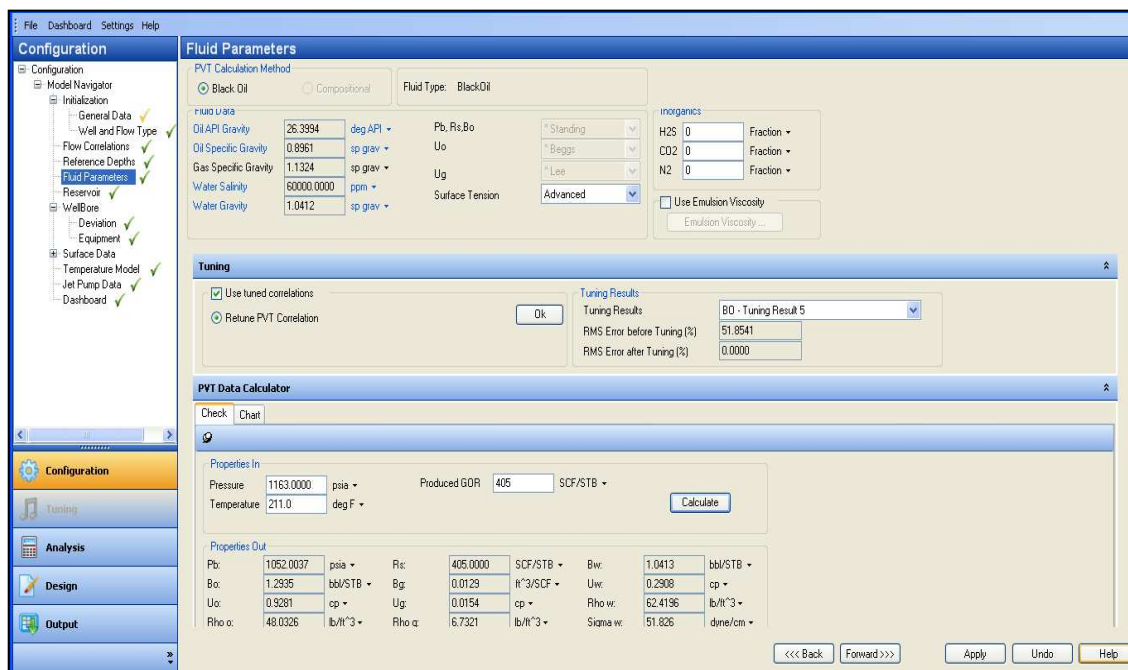 File Dashboard Settings Help
Configuration
Configuration
Model Navigator
Initialization
General Data
Well and Flow Type
Flow Correlations
Reference Depths
Fluid Parameters
Reservoir
WellBore
Deviation
Equipment
Surface Data
Temperature Model
Jet Pump Data
Dashboard
Configuration
Tuning
Analysis
Design
Output
Fluid Parameters
PVT Calculation Method
Black Oil Compositional Fluid Type: BlackOil
Fluid Data
Oil API Gravity 26.3994 deg API
Oil Specific Gravity 0.8961 sp grav
Gas Specific Gravity 1.1324 sp grav
Water Salinity 60000.0000 ppm
Water Gravity 1.0412 sp grav
Pb, Rs,Bo * Standing
Uo * Beggs
Ug * Lee
Surface Tension Advanced
Inorganics
H2S 0 Fraction
CO2 0 Fraction
N2 0 Fraction
Use Emulsion Viscosity
Emulsion Viscosity ...
Tuning
Use tuned correlations
Retune PVT Correlation
Ok
Tuning Results
Tuning Results BO - Tuning Result 5
RMS Error before Tuning (%) 51.8541
RMS Error after Tuning (%) 0.0000
PVT Data Calculator
Check Chart
Properties In
Pressure 1163.0000 psia Produced GOR 405 SCF/STB
Temperature 211.0 deg F
Calculate
Properties Out
Pb: 1052.0037 psia Rs: 405.0000 SCF/STB Bw: 1.0413 bbl/STB
Bo: 1.2935 bbl/STB Bg: 0.0129 ft^3/SCF Uw: 0.2908 cp
Uo: 0.9281 cp Ug: 0.0154 cp Rho w: 62.4196 lb/ft^3
Rho o: 48.0326 lb/ft^3 Rho g: 6.7321 lb/ft^3 Sigma w: 51.826 dyne/cm
<<< Back Forward >>> Apply Undo Help